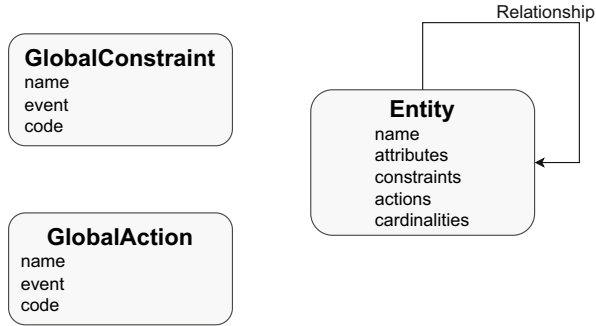 Relationship
GlobalConstraint
name
event
code
Entity
name
attributes
constraints
actions
cardinalities
GlobalAction
name
event
code